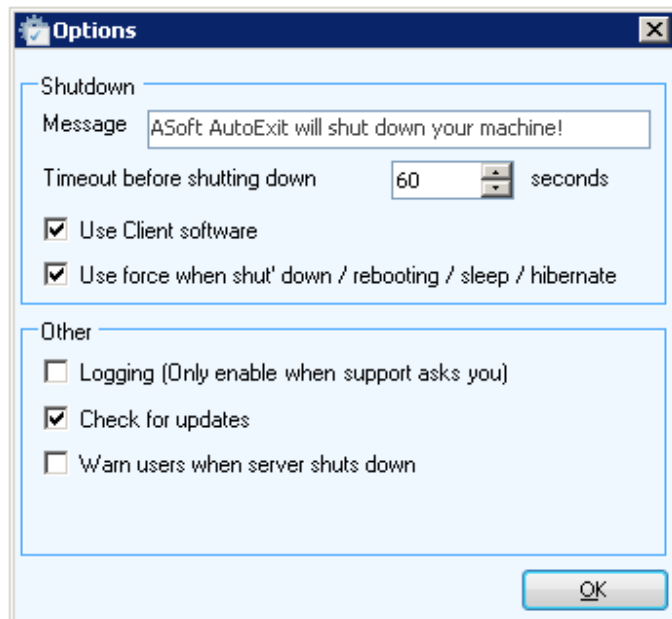 Options
Shutdown
Message ASoft AutoExit will shut down your machine!
Timeout before shutting down 60 seconds
Use Client software
Use force when shut' down / rebooting / sleep / hibernate
Other
Logging (Only enable when support asks you)
Check for updates
Warn users when server shuts down
OK